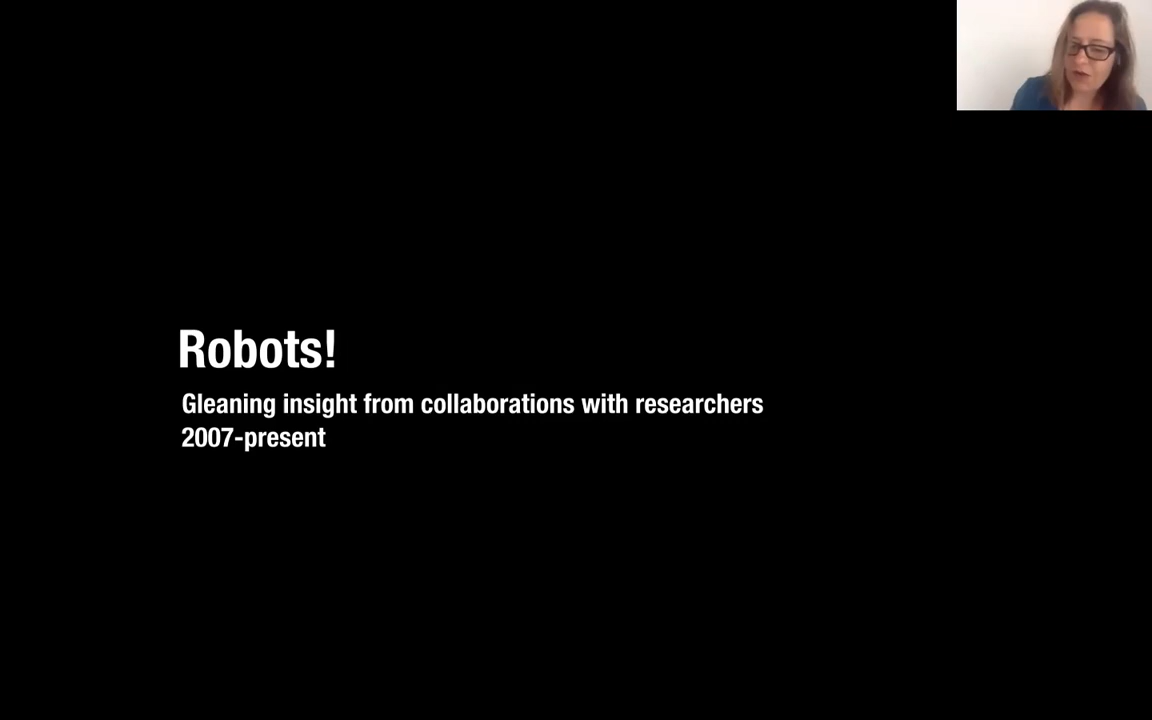 Robots!
Gleaning insight from collaborations with researchers
2007-present